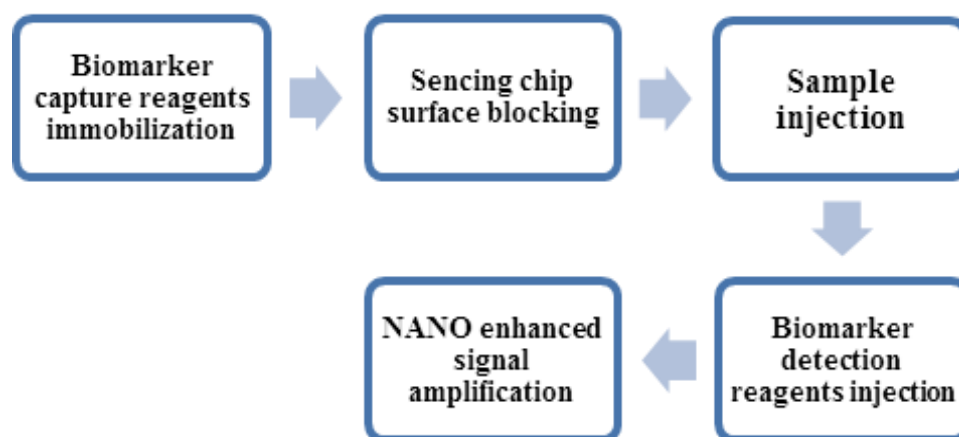 Biomarker
capture reagents
immobilization
Sencing chip
surface blocking
Sample
injection
Biomarker
detection
reagents injection
NANO enhanced
signal
amplification